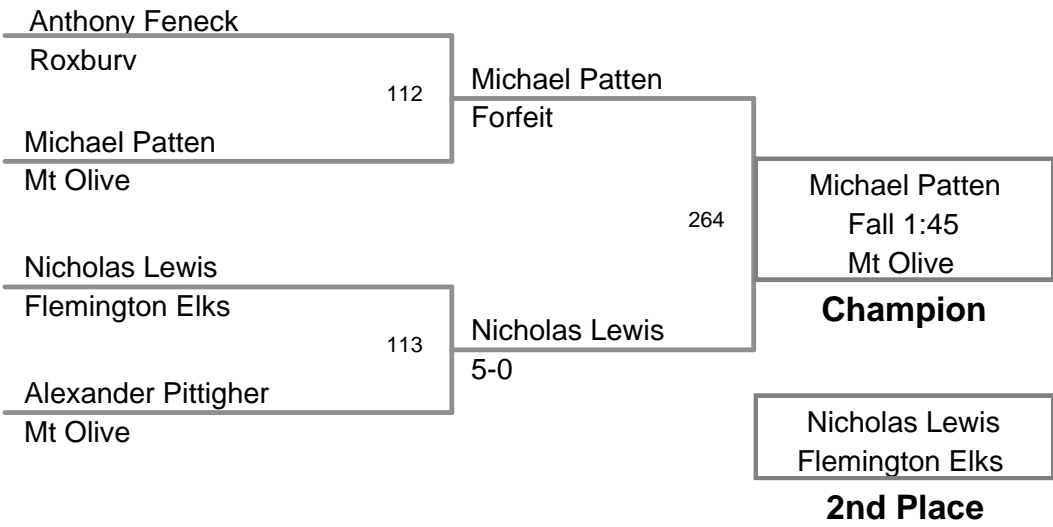 Anthony Feneck
Roxbury
112
Michael Patten
Forfeit
Michael Patten
Mt Olive
Michael Patten
Fall 1:45
Mt Olive
264
Nicholas Lewis
Flemington Elks
Champion
113
Nicholas Lewis
5-0
Alexander Pittigher
Mt Olive
Nicholas Lewis
Flemington Elks
2nd Place